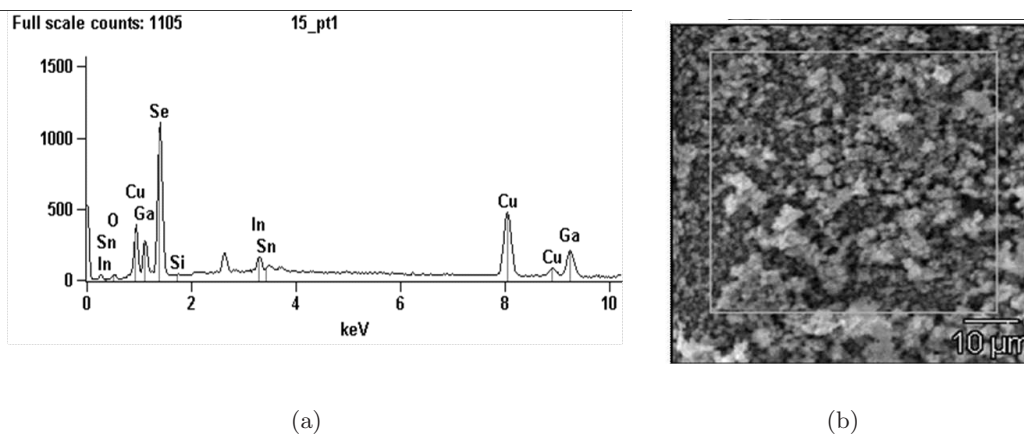 Full scale counts: 1105 15_pt1
1500
1000
500
0
Se
Cu
Ga
O
Sn
In
Si
In
Sn
Cu
Cu
Ga
0 2 4 6 8 10
keV
10 µm
(a) (b)